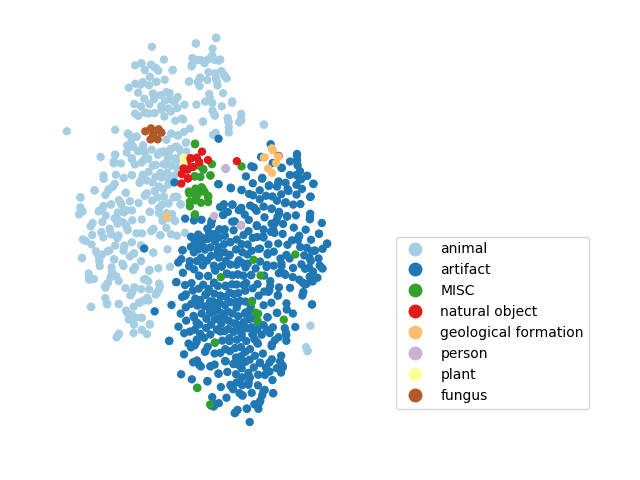 animal
artifact
MISC
natural object
geological formation
person
plant
fungus